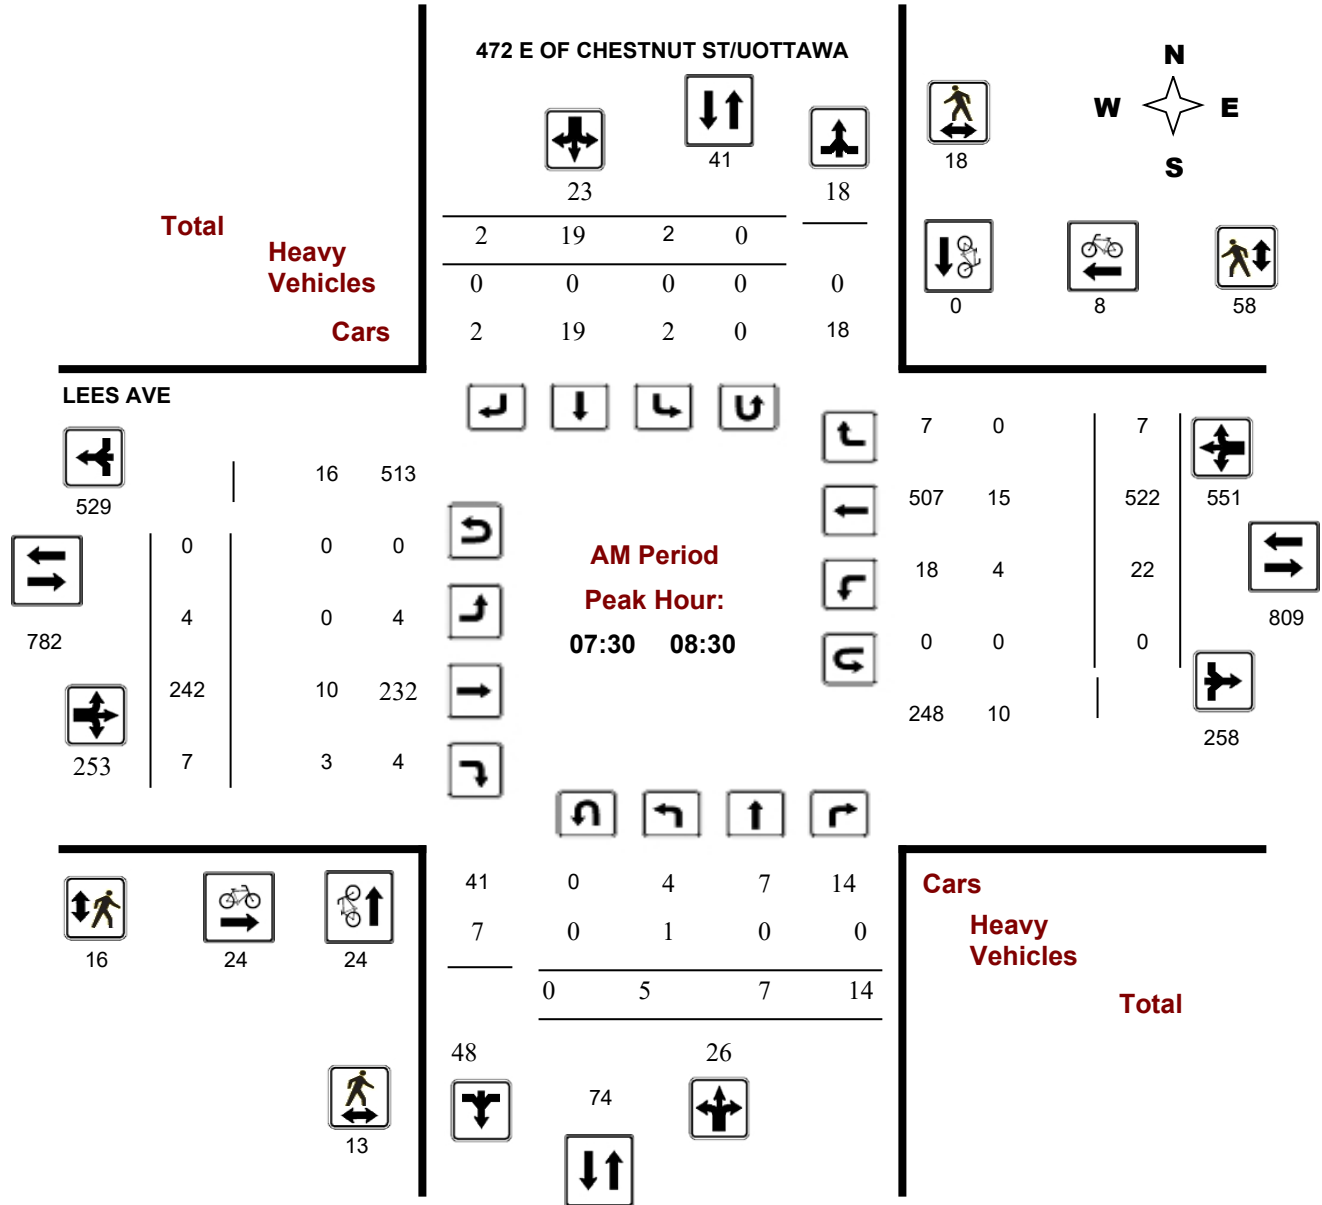 472 E OF CHESTNUT ST/UOTTAWA
N
W E
S
41
18
23 18
Total
2 19 2 0
Heavy
Vehicles
0 0 0 0 0
0 8 58
Cars
2 19 2 0 18
LEES AVE
7 0 7
16 513
529
507 15 522 551
0 0 0
AM Period
18 4 22
Peak Hour:
4 0 4
809
782
07:30 08:30
0 0 0
242 10 232
248 10
258
253 7 3 4
41 0 4 7 14
Cars
7 0 1 0 0
Heavy
Vehicles
16 24 24
0 5 7 14
Total
48 26
74
13